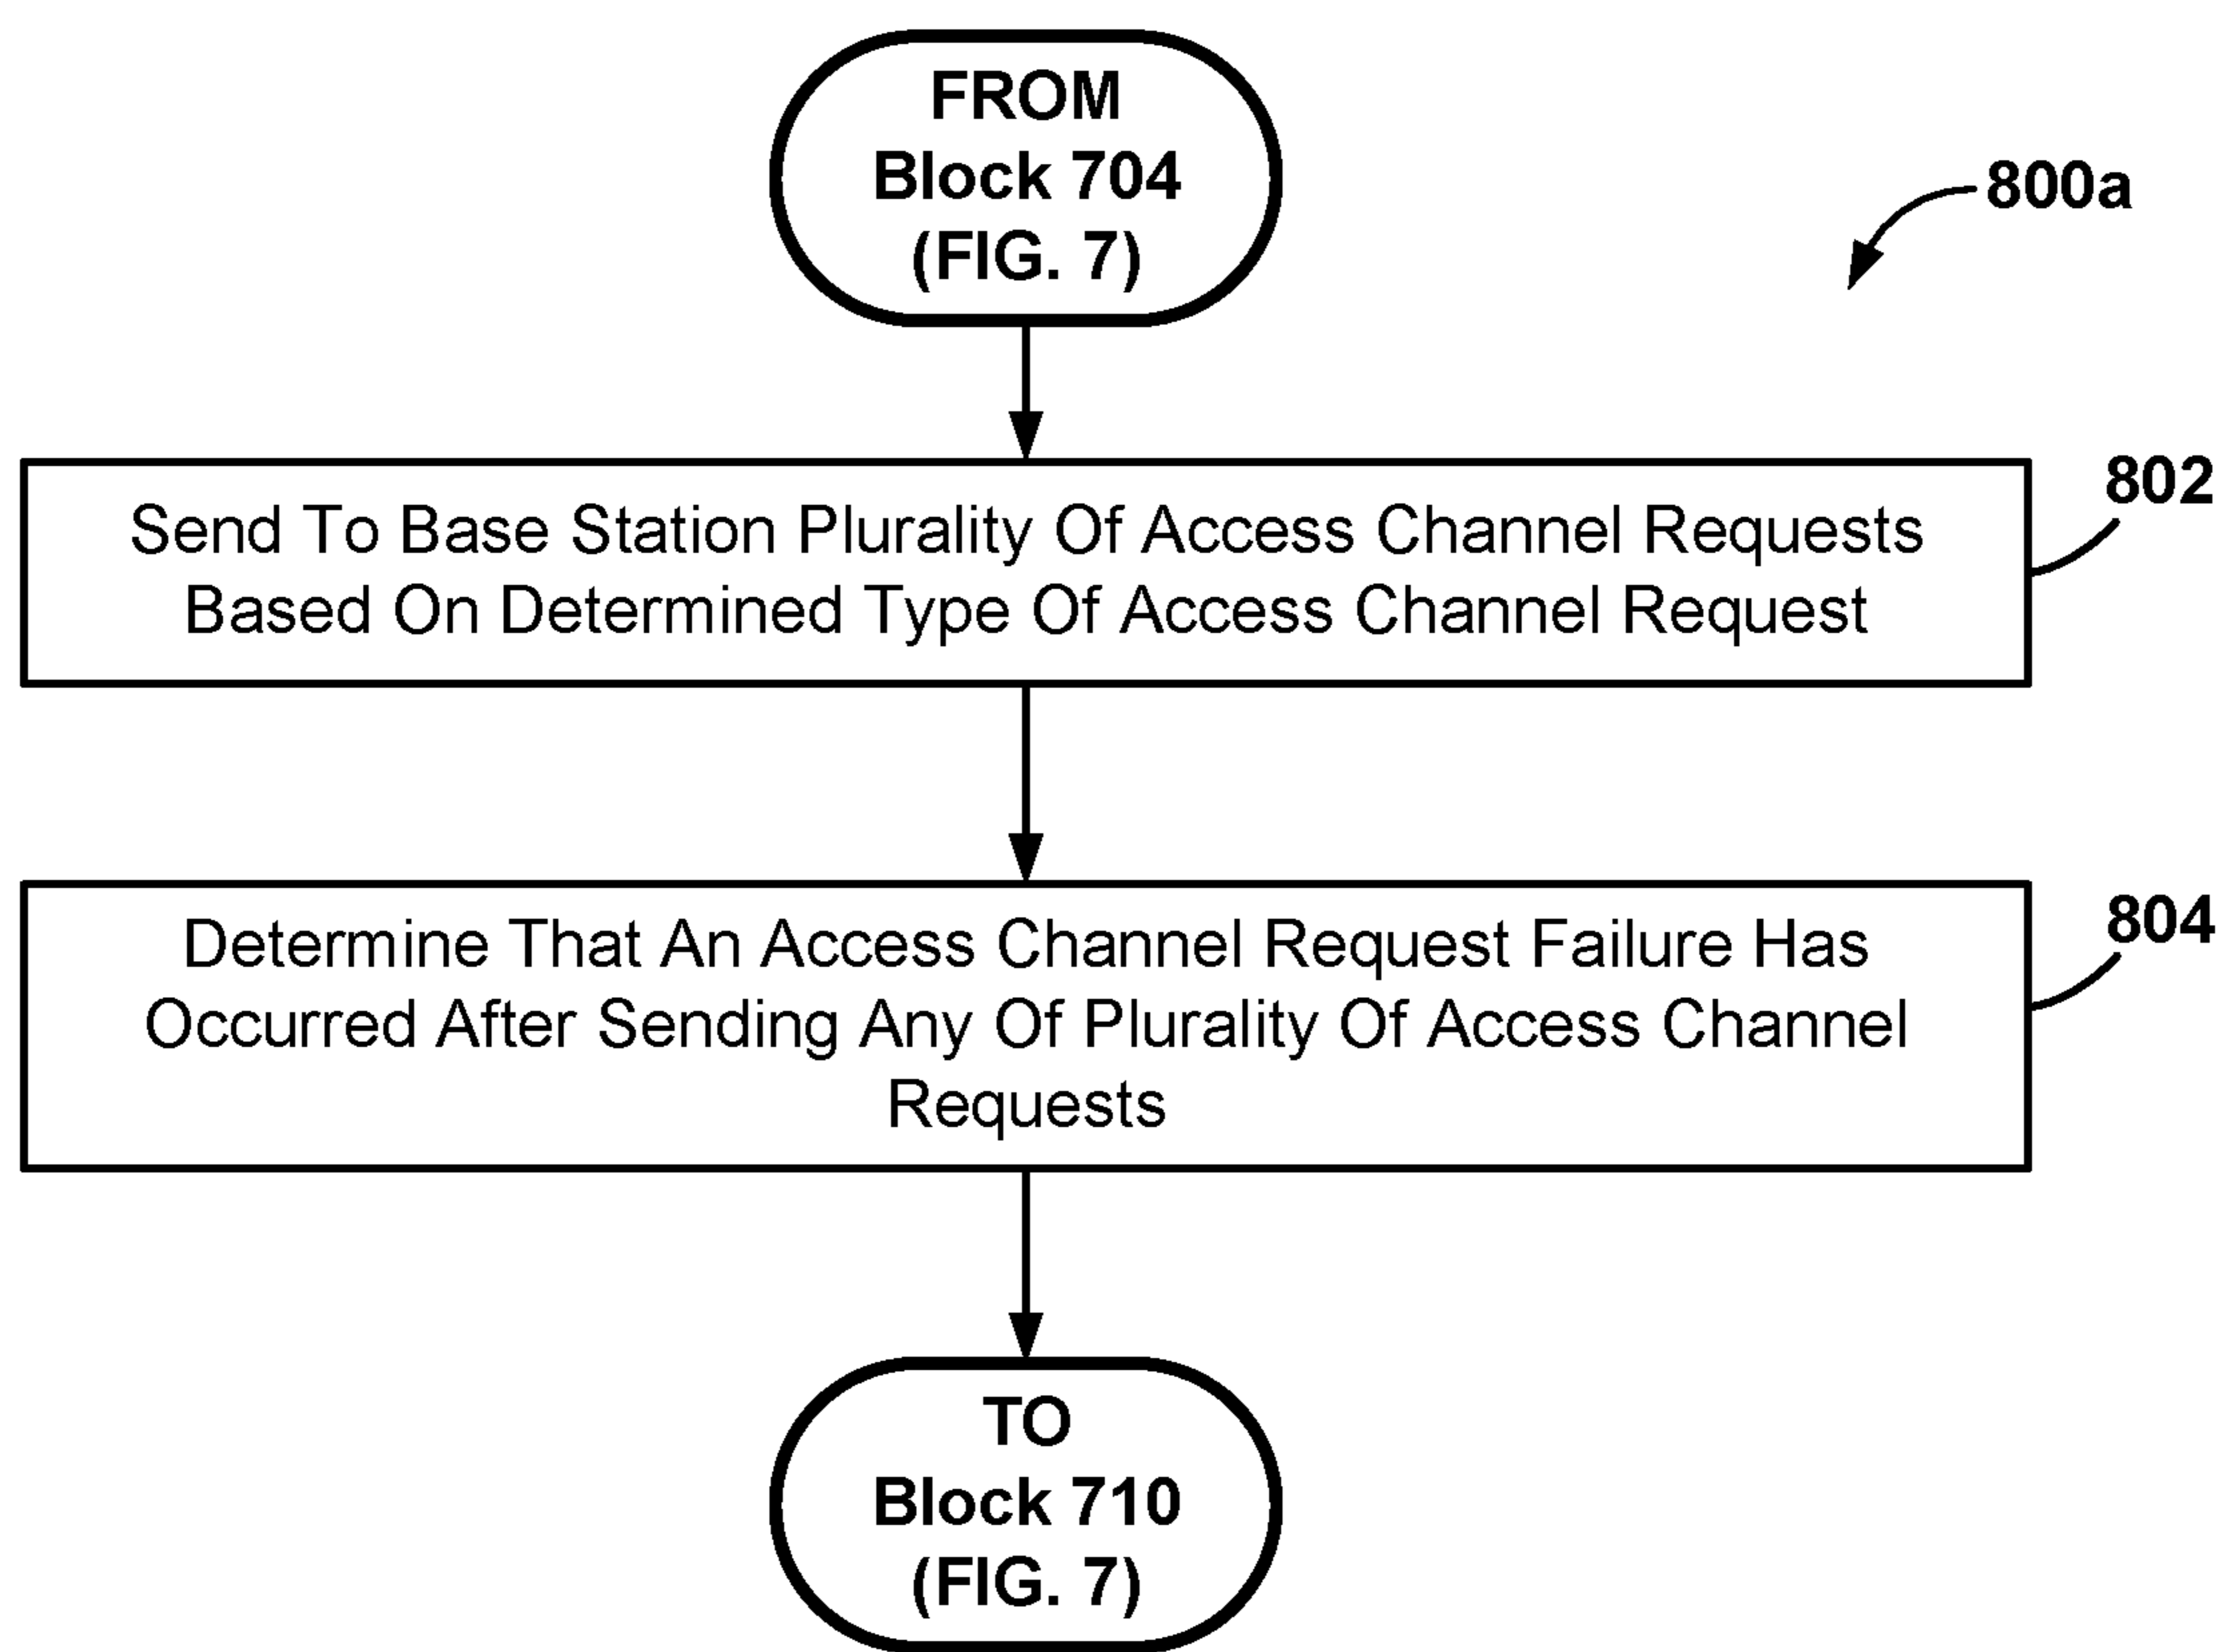 FROM
Block 704
(FIG. 7)
800a
802
Send To Base Station Plurality Of Access Channel Requests
Based On Determined Type Of Access Channel Request
804
Determine That An Access Channel Request Failure Has
Occurred After Sending Any Of Plurality Of Access Channel
Requests
TO
Block 710
(FIG. 7)